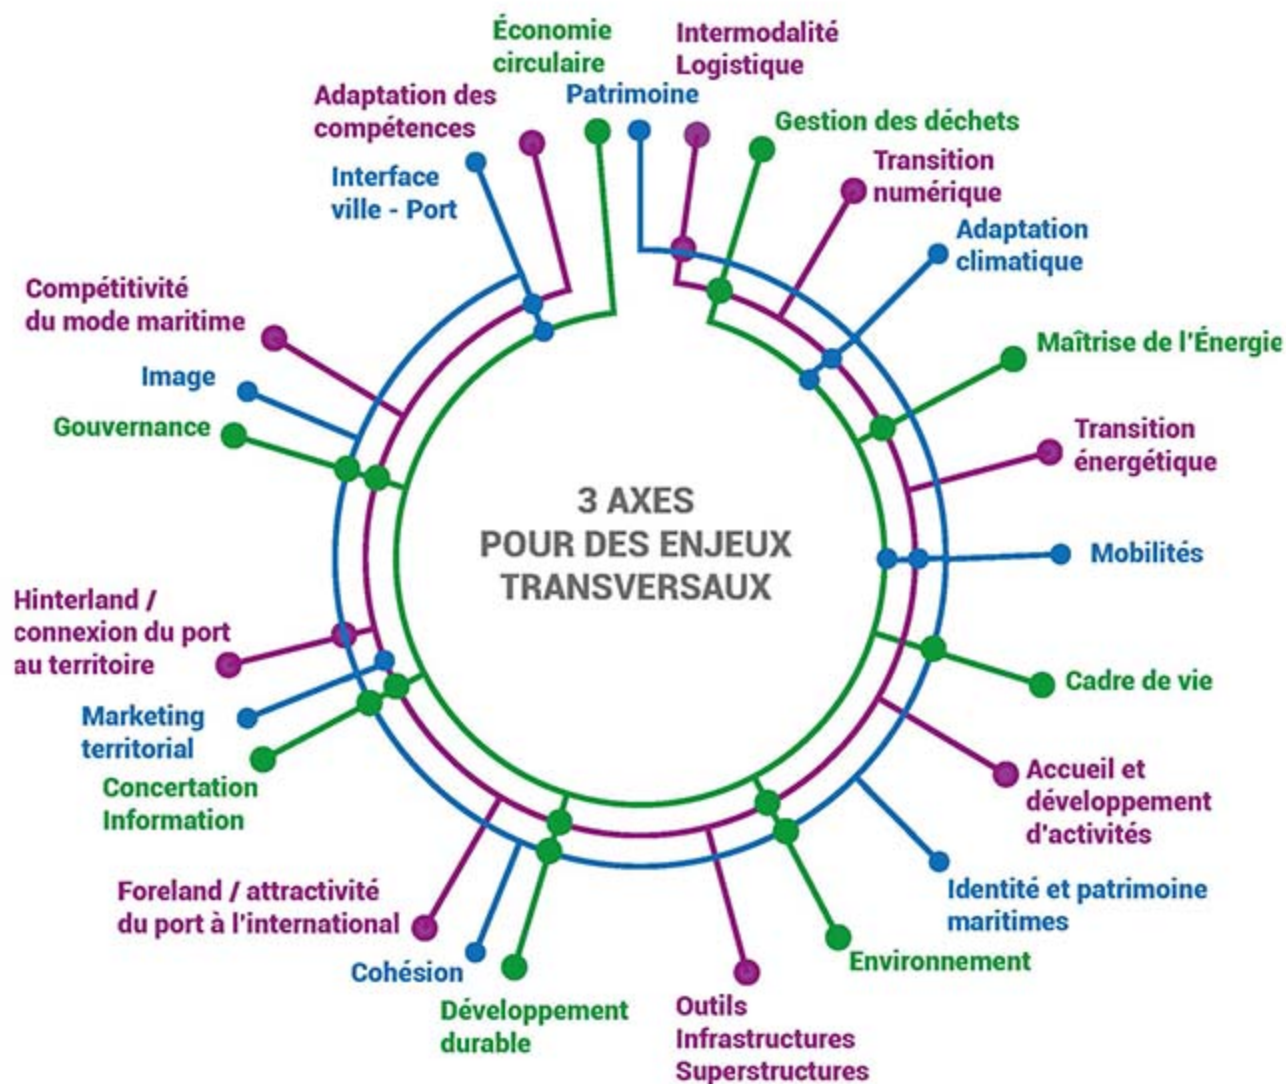 Économie
circulaire
Intermodalité
Logistique
Patrimoine
Adaptation des
compétences
Gestion des déchets
Interface
ville - Port
Transition
numérique
Adaptation
climatique
Compétitivité
du mode maritime
Maîtrise de l'Énergie
Image
Gouvernance
Transition
énergétique
3 AXES
POUR DES ENJEUX
TRANSVERSAUX
Mobilités
Hinterland /
connexion du port
au territoire
Cadre de vie
Marketing
territorial
Concertation
Information
Accueil et
développement
d'activités
Foreland / attractivité
du port à l'international
Identité et patrimoine
maritimes
Cohésion
Environnement
Développement
durable
Outils
Infrastructures
Superstructures